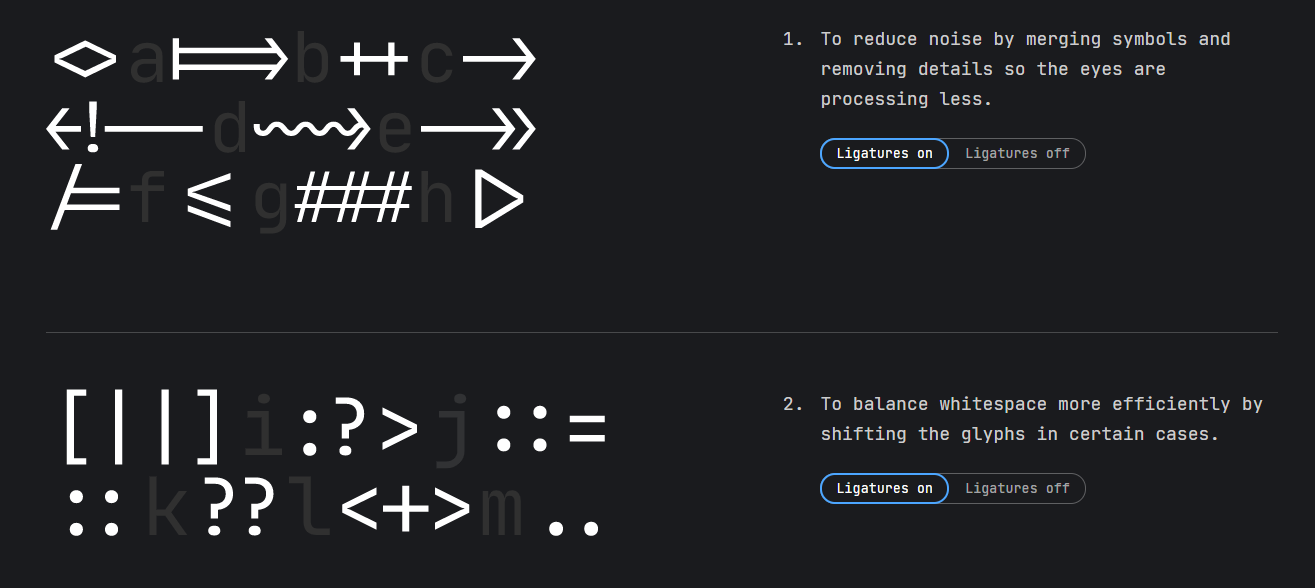 <>a|=>b++c->
<!--d~~>e->>
/=f<=g###h|>
1. To reduce noise by merging symbols and
removing details so the eyes are
processing less.
Ligatures on Ligatures off
[||]i:?>j::=
::k??l<+>m..
2. To balance whitespace more efficiently by
shifting the glyphs in certain cases.
Ligatures on Ligatures off